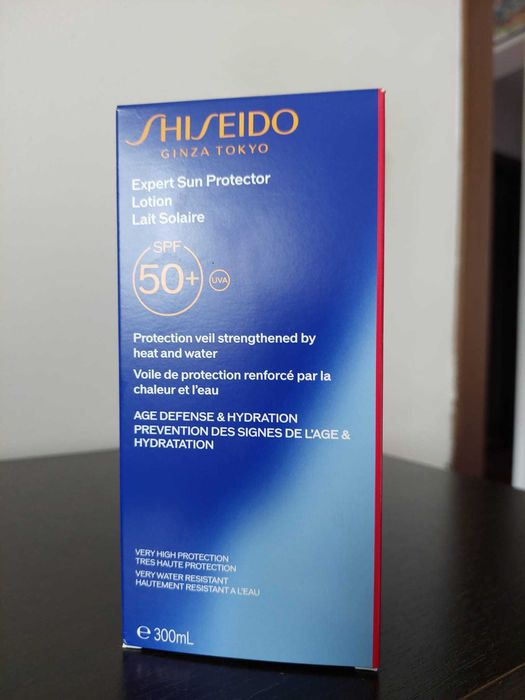 SHISEIDO
GINZA TOKYO
Expert Sun Protector
Lotion
Lait Solaire
SPF
50+ UVA
Protection veil strengthened by
heat and water
Voile de protection renforcé par la
chaleur et l'eau
AGE DEFENSE & HYDRATION
PREVENTION DES SIGNES DE L'AGE &
HYDRATATION
VERY HIGH PROTECTION
TRES HAUTE PROTECTION
VERY WATER RESISTANT
HAUTEMENT RESISTANT A L'EAU
℮ 300mL